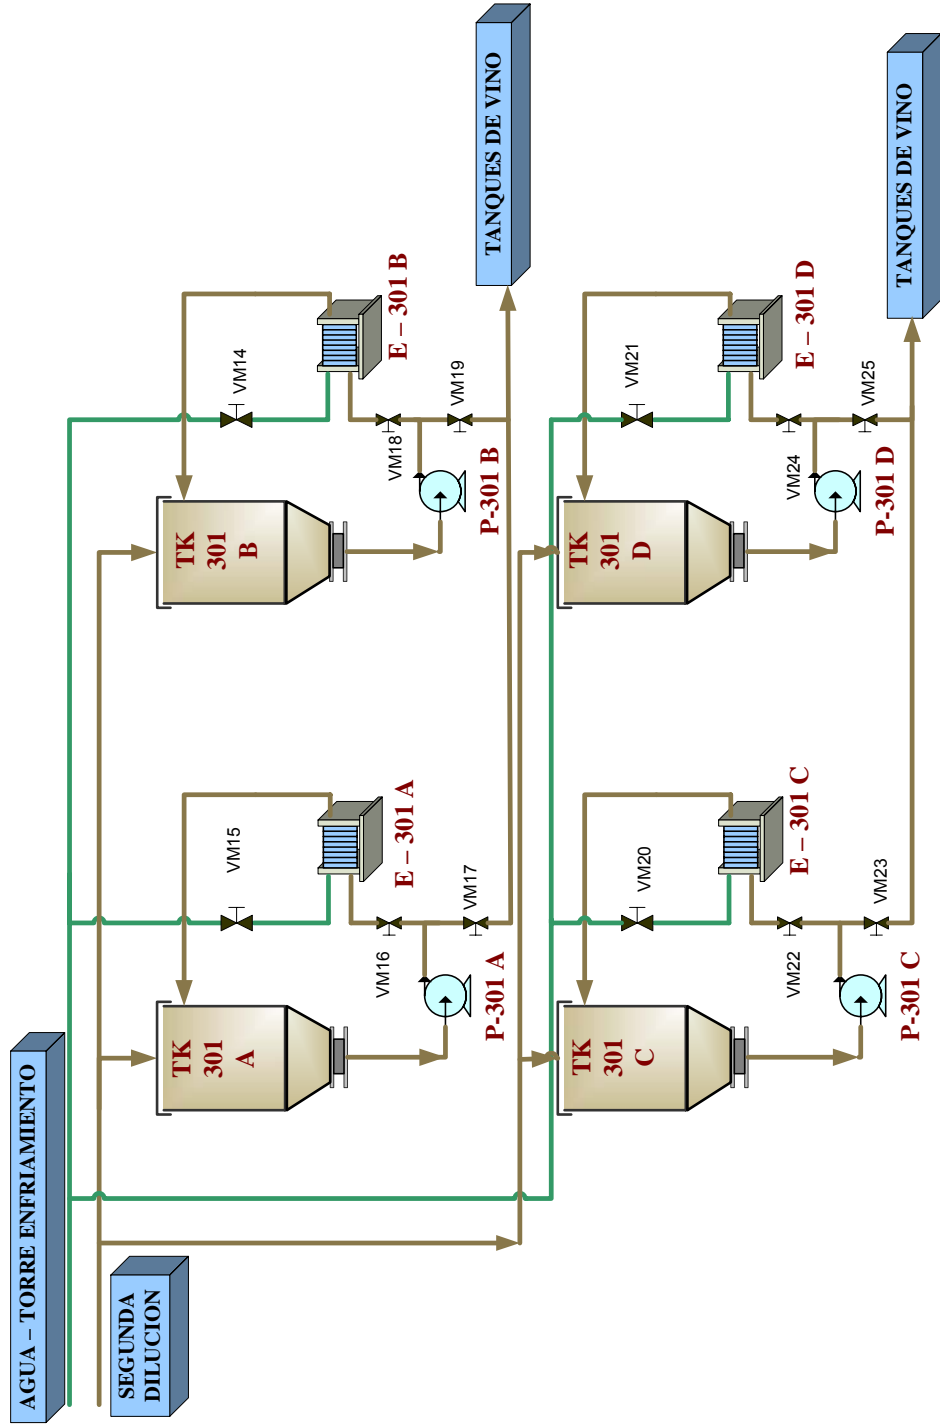 AGUA – TORRE ENFRIAMIENTO
SEGUNDA
DILUCION
TK
301
A
VM15
E – 301 A
VM16
VM17
P-301 A
TK
301
B
VM14
E – 301 B
VM18
VM19
P-301 B
TANQUES DE VINO
TK
301
C
VM20
E – 301 C
VM22
VM23
P-301 C
TK
301
D
VM21
E – 301 D
VM24
VM25
P-301 D
TANQUES DE VINO